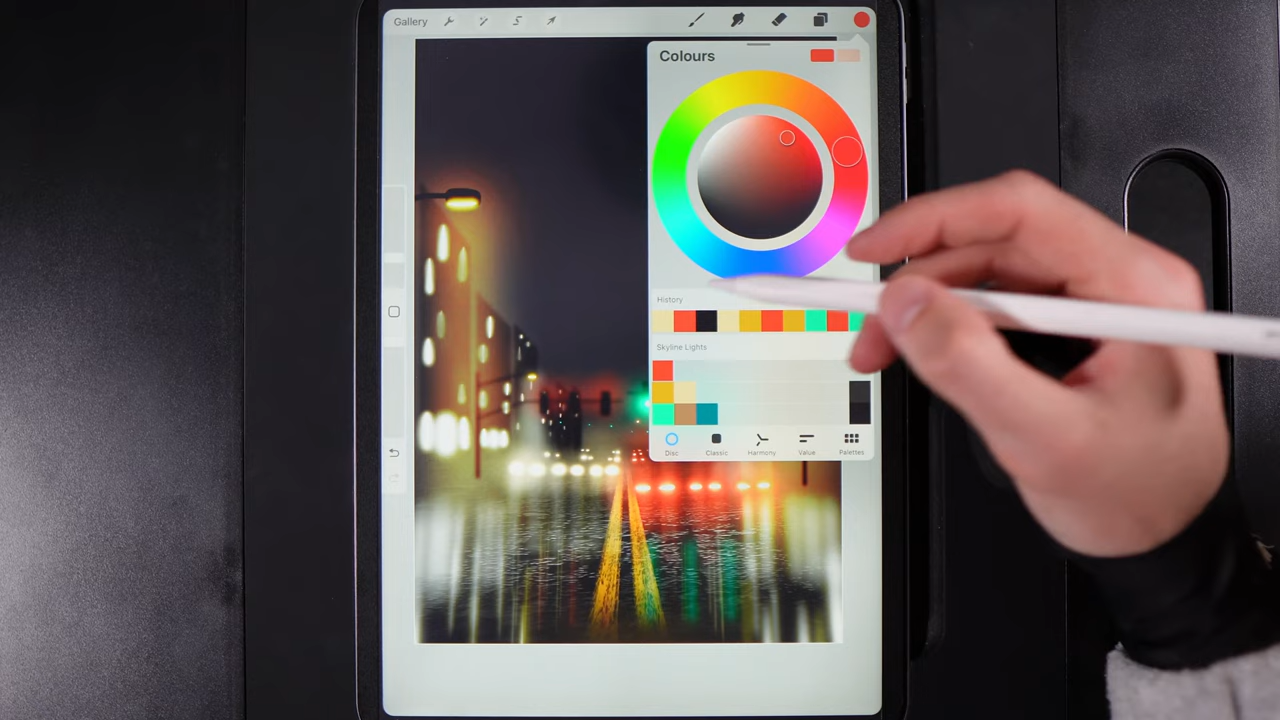 Gallery
Colours
History
Skyline Lights
Disc Classic Harmony Value Palettes